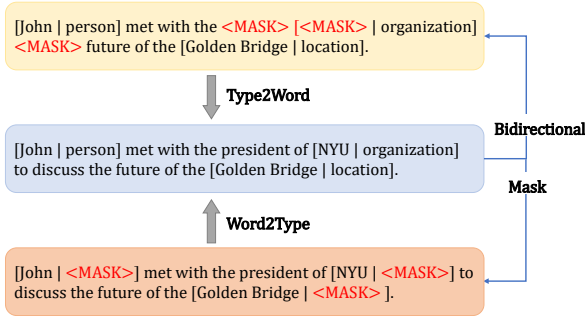 [John | person] met with the <MASK> [<MASK> | organization]
<MASK> future of the [Golden Bridge | location].
Type2Word
Bidirectional
[John | person] met with the president of [NYU | organization]
to discuss the future of the [Golden Bridge | location].
Mask
Word2Type
[John | <MASK>] met with the president of [NYU | <MASK>] to
discuss the future of the [Golden Bridge | <MASK> ].